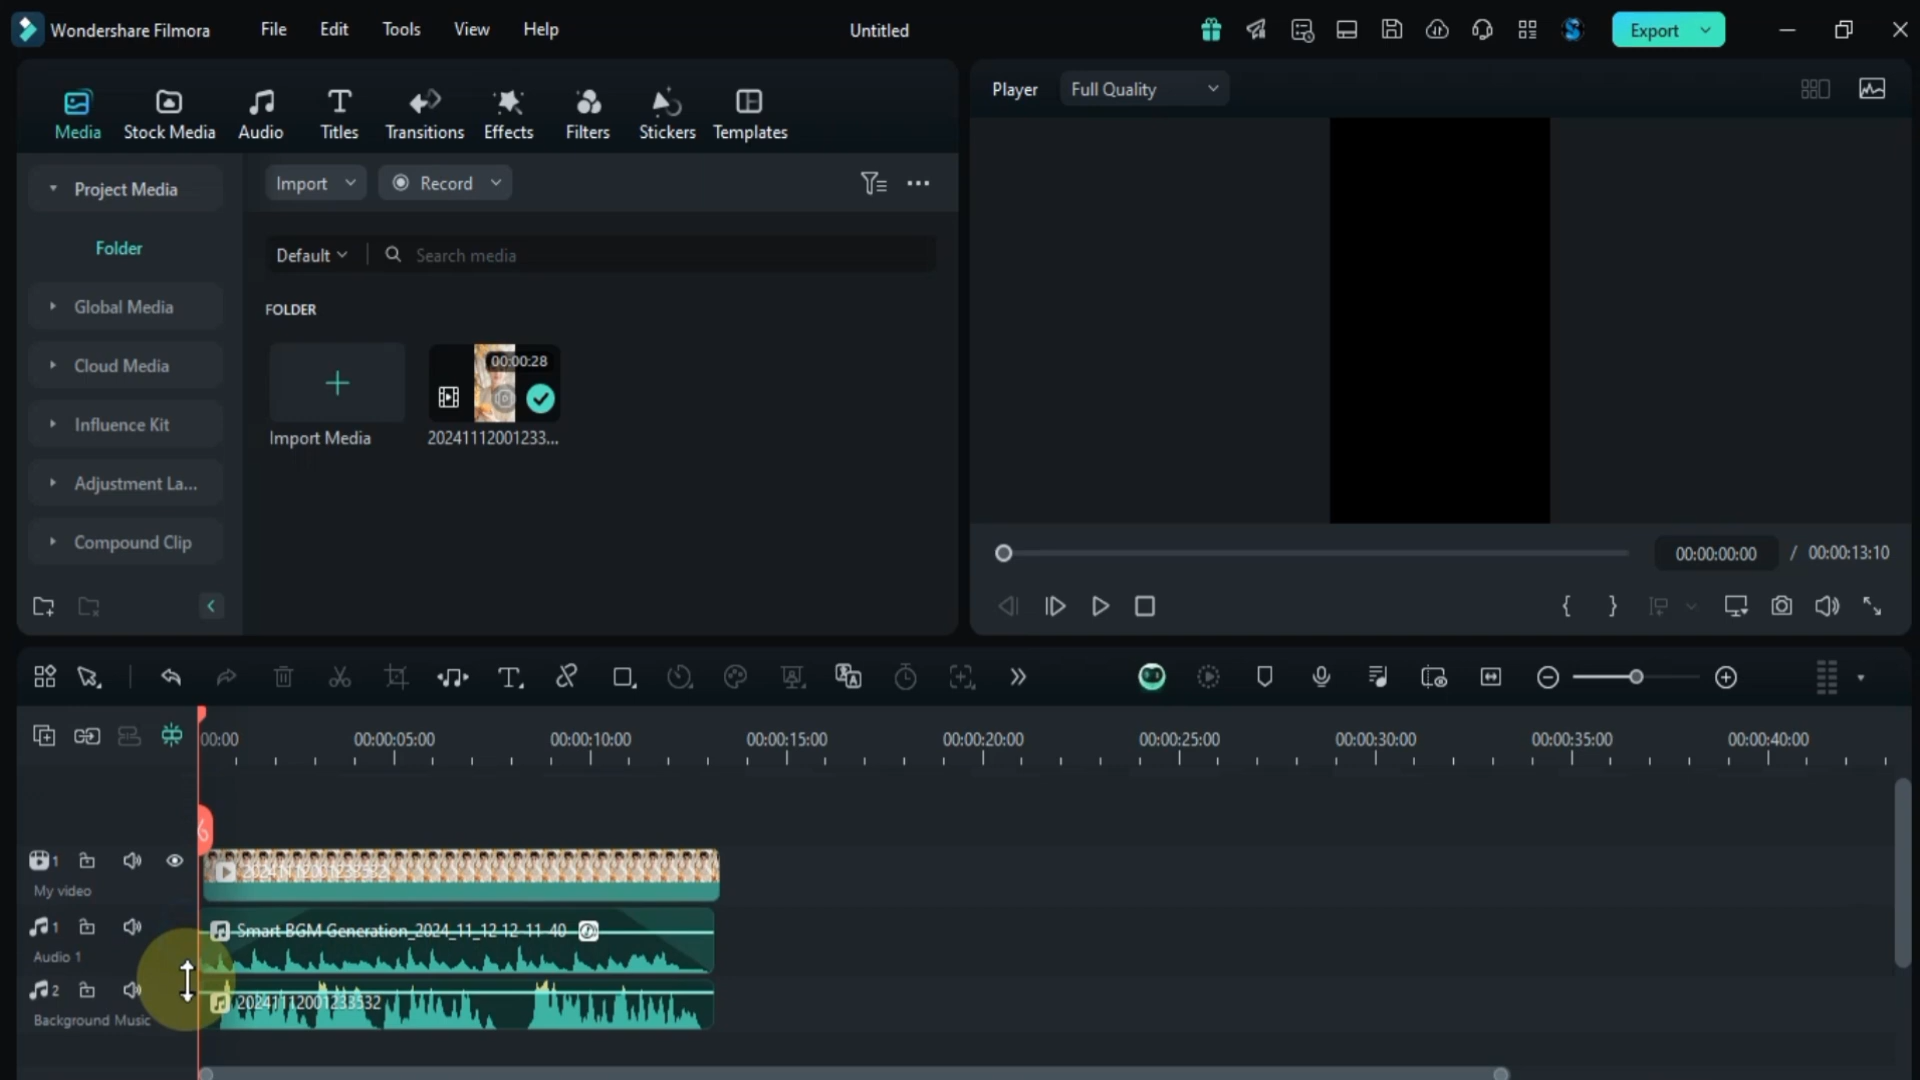 Wondershare Filmora File Edit Tools View Help Untitled Export
Media Stock Media Audio Titles Transitions Effects Filters Stickers Templates
Player Full Quality
Project Media
Import Record
Folder
Default Search media
Global Media
FOLDER
Cloud Media
00:00:28
Influence Kit
Import Media 20241112001233...
Adjustment La...
Compound Clip
00:00:00:00 / 00:00:13:10
00:00 00:00:05:00 00:00:10:00 00:00:15:00 00:00:20:00 00:00:25:00 00:00:30:00 00:00:35:00 00:00:40:00
1
20241112001233532
My video
1
Smart BGM Generation_2024_11_12 12-11-40
Audio 1
2
20241112001233532
Background Music